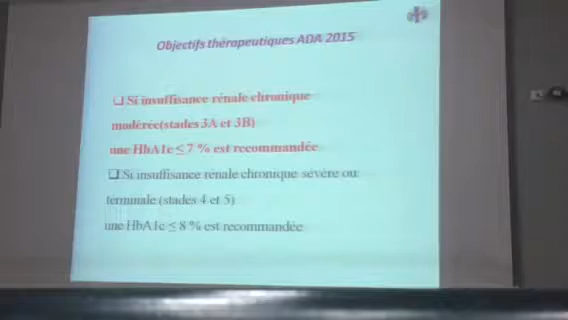 Objectifs thérapeutiques ADA 2015
❑ Si insuffisance rénale chronique
modérée(stades 3A et 3B)
une HbA1c ≤ 7 % est recommandée
❑ Si insuffisance rénale chronique sévère ou
terminale (stades 4 et 5)
une HbA1c ≤ 8 % est recommandée